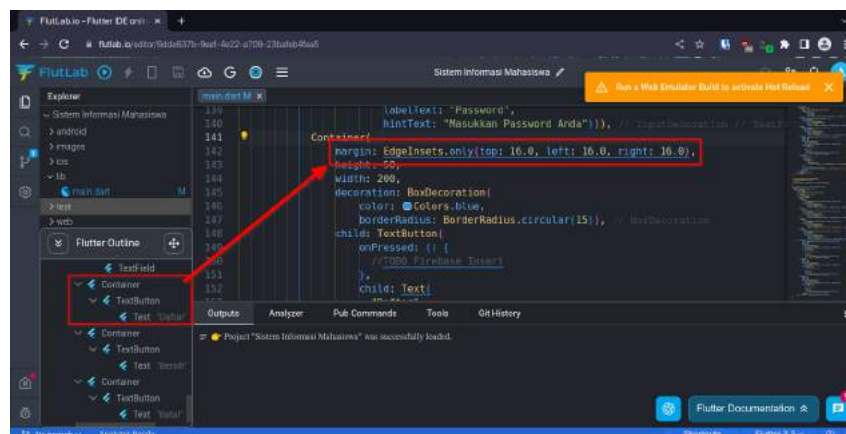 FlutLab.io - Flutter IDE onli
flutlab.io/editor/
FlutLab
Sistem Informasi Mahasiswa
Run a Web Emulator Build to activate Hot Reload
Explorer
main.dart M
Sistem Informasi Mahasiswa
android
images
ios
lib
main.dart M
test
web
139 labelText: "Password",
140 hintText: "Masukkan Password Anda")), // InputDecoration
141 Container(
142 margin: EdgeInsets.only(top: 16.0, left: 16.0, right: 16.0),
143 height: 50,
144 width: 200,
145 decoration: BoxDecoration(
146 color: Colors.blue,
147 borderRadius: BorderRadius.circular(15)), // BoxDecoration
148 child: TextButton(
149 onPressed: () {
150 //TODO Firebase Insert
151 },
152 child: Text(
Flutter Outline
TextField
Container
TextButton
Text "Daftar"
Container
TextButton
Text
Container
TextButton
Text "Batal"
Outputs Analyzer Pub Commands Tools Git History
Project "Sistem Informasi Mahasiswa" was successfully loaded.
Flutter Documentation